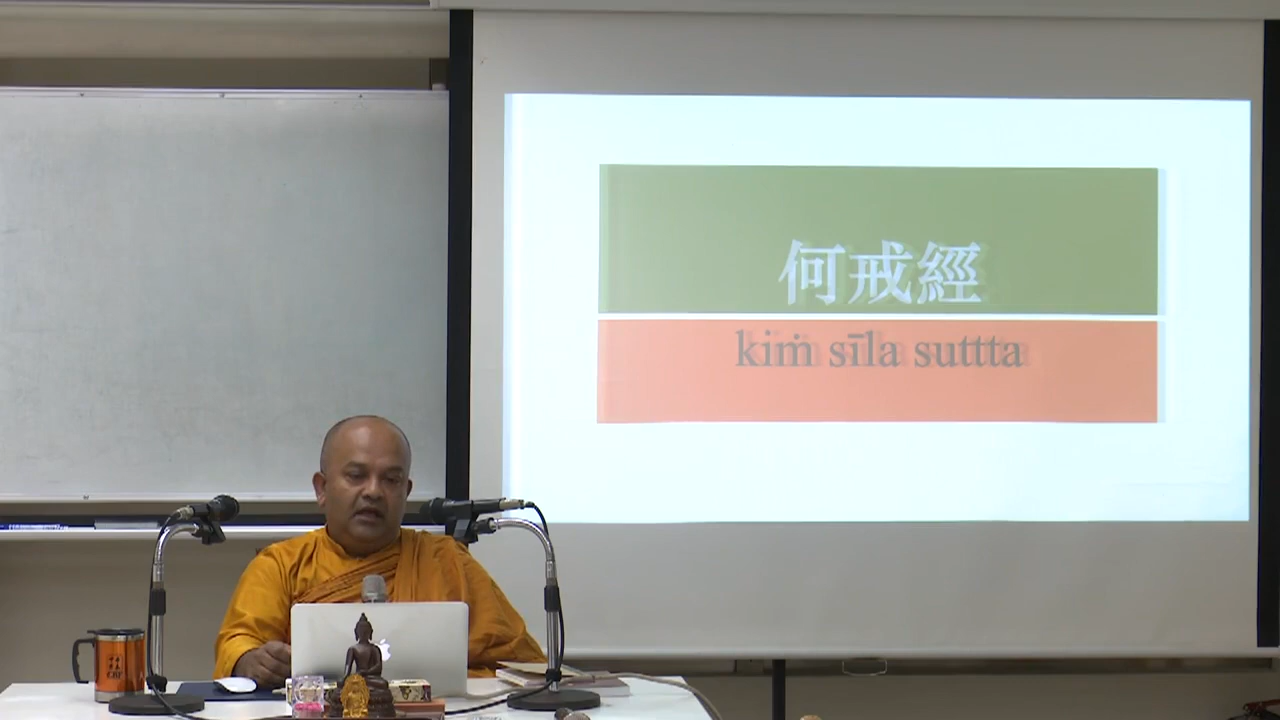 何戒經
kiṁ sīla suttta